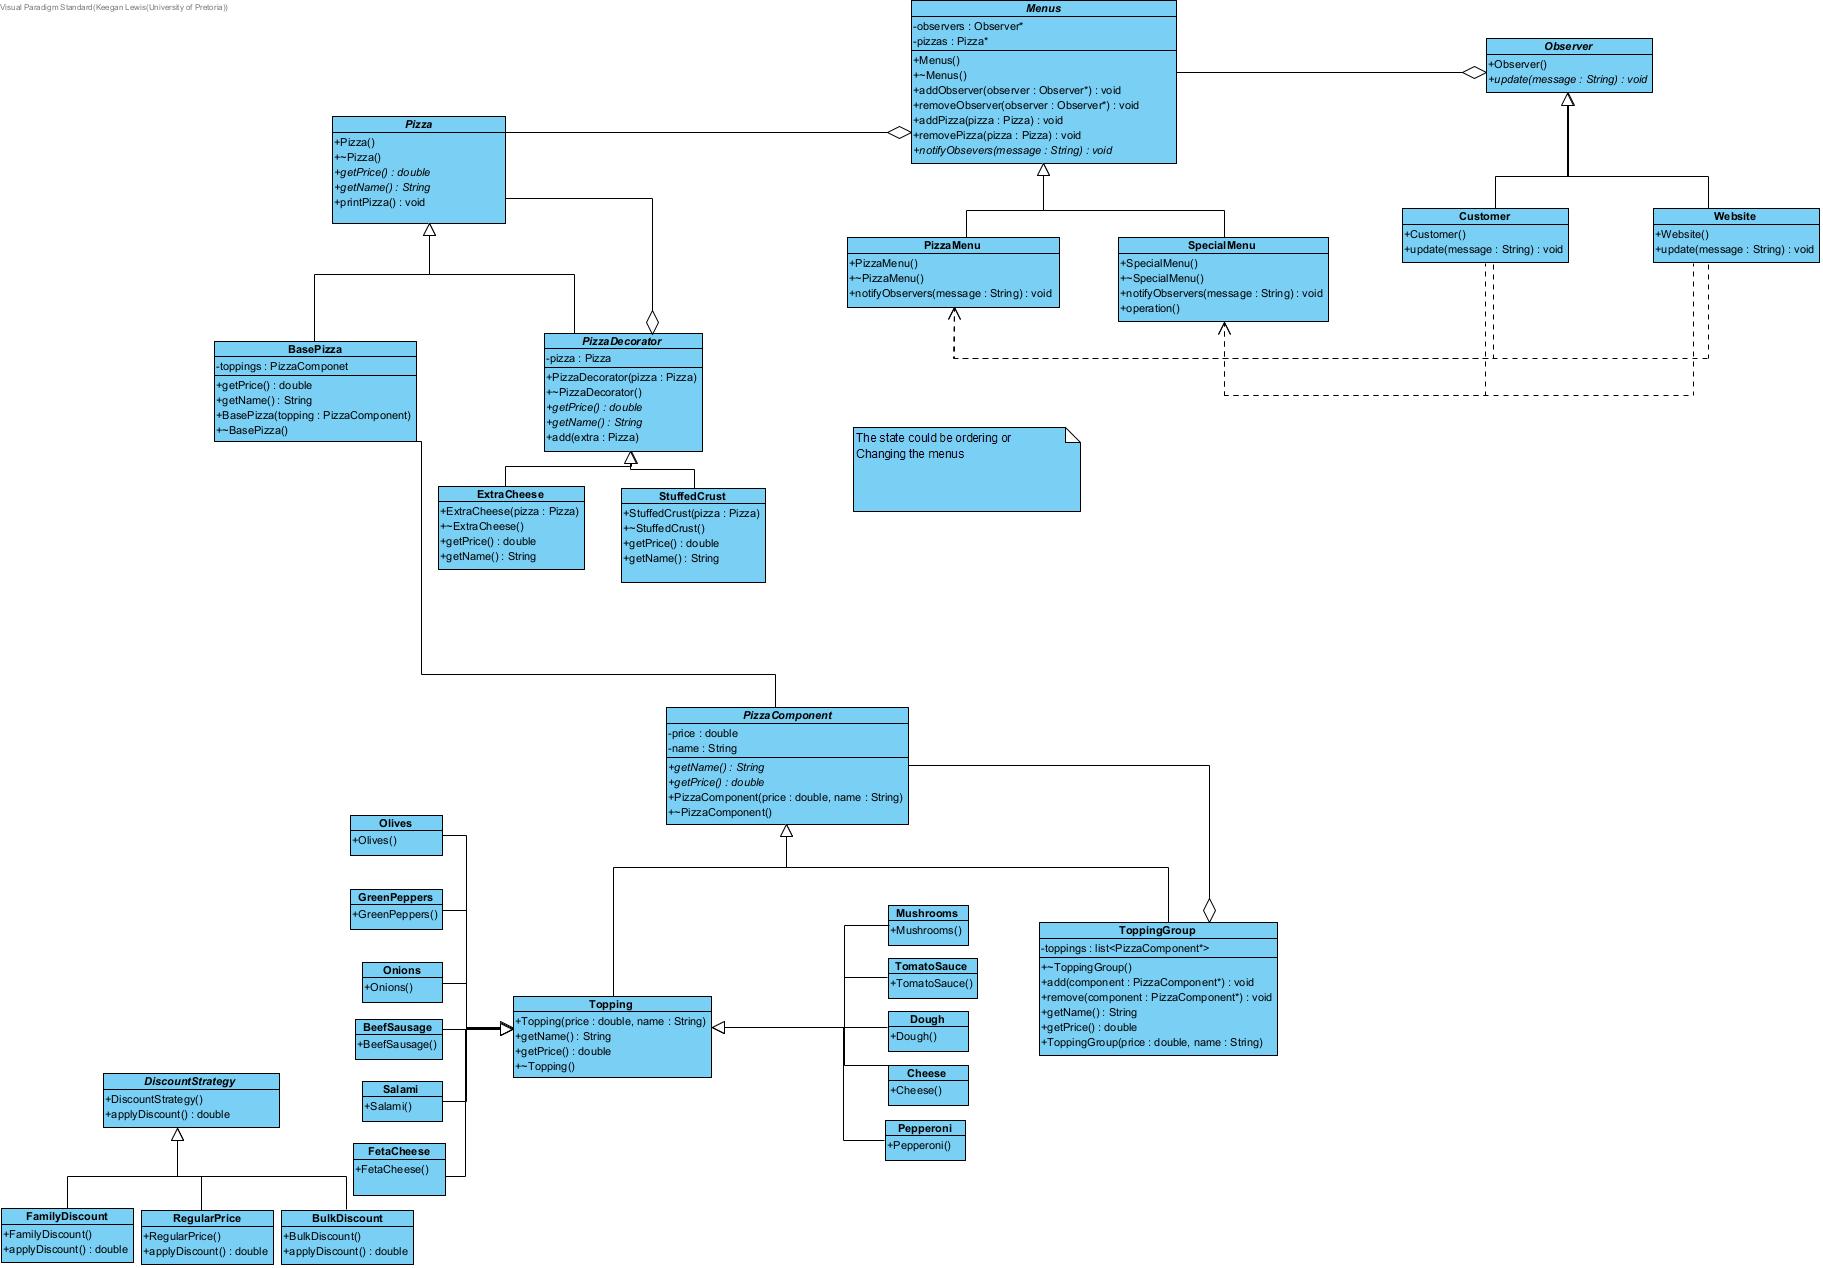 Visual Paradigm Standard(Keegan Lewis(University of Pretoria))
Menus
-observers : Observer*
-pizzas : Pizza*
+Menus()
+~Menus()
+addObserver(observer : Observer*) : void
+removeObserver(observer : Observer*) : void
+addPizza(pizza : Pizza) : void
+removePizza(pizza : Pizza) : void
+notifyObsevers(message : String) : void
Observer
+Observer()
+update(message : String) : void
Pizza
+Pizza()
+~Pizza()
+getPrice() : double
+getName() : String
+printPizza() : void
PizzaMenu
+PizzaMenu()
+~PizzaMenu()
+notifyObservers(message : String) : void
SpecialMenu
+SpecialMenu()
+~SpecialMenu()
+notifyObservers(message : String) : void
+operation()
Customer
+Customer()
+update(message : String) : void
Website
+Website()
+update(message : String) : void
BasePizza
-toppings : PizzaComponet
+getPrice() : double
+getName() : String
+BasePizza(topping : PizzaComponent)
+~BasePizza()
PizzaDecorator
-pizza : Pizza
+PizzaDecorator(pizza : Pizza)
+~PizzaDecorator()
+getPrice() : double
+getName() : String
+add(extra : Pizza)
The state could be ordering or
Changing the menus
ExtraCheese
+ExtraCheese(pizza : Pizza)
+~ExtraCheese()
+getPrice() : double
+getName() : String
StuffedCrust
+StuffedCrust(pizza : Pizza)
+~StuffedCrust()
+getPrice() : double
+getName() : String
PizzaComponent
-price : double
-name : String
+getName() : String
+getPrice() : double
+PizzaComponent(price : double, name : String)
+~PizzaComponent()
Olives
+Olives()
GreenPeppers
+GreenPeppers()
Onions
+Onions()
BeefSausage
+BeefSausage()
Salami
+Salami()
FetaCheese
+FetaCheese()
Topping
+Topping(price : double, name : String)
+getName() : String
+getPrice() : double
+~Topping()
Mushrooms
+Mushrooms()
TomatoSauce
+TomatoSauce()
Dough
+Dough()
Cheese
+Cheese()
Pepperoni
+Pepperoni()
ToppingGroup
-toppings : list<PizzaComponent*>
+~ToppingGroup()
+add(component : PizzaComponent*) : void
+remove(component : PizzaComponent*) : void
+getName() : String
+getPrice() : double
+ToppingGroup(price : double, name : String)
DiscountStrategy
+DiscountStrategy()
+applyDiscount() : double
FamilyDiscount
+FamilyDiscount()
+applyDiscount() : double
RegularPrice
+RegularPrice()
+applyDiscount() : double
BulkDiscount
+BulkDiscount()
+applyDiscount() : double